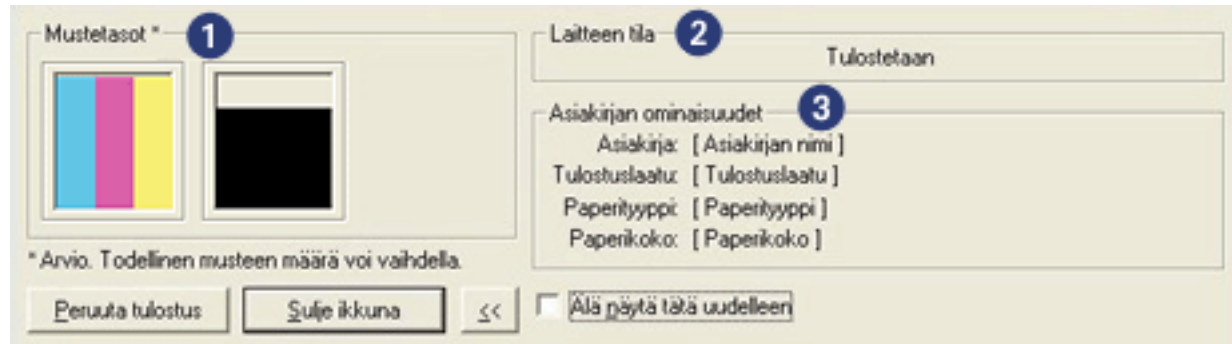 Mustetasot * 1
Laitteen tila 2
Tulostetaan
Asiakirjan ominaisuudet 3
Asiakirja: [ Asiakirjan nimi ]
Tulostuslaatu: [ Tulostuslaatu ]
Paperityyppi: [ Paperityyppi ]
Paperikoko: [ Paperikoko ]
* Arvio. Todellinen musteen määrä voi vaihdella.
Peruuta tulostus
Sulje ikkuna
<<
Älä näytä tätä uudelleen